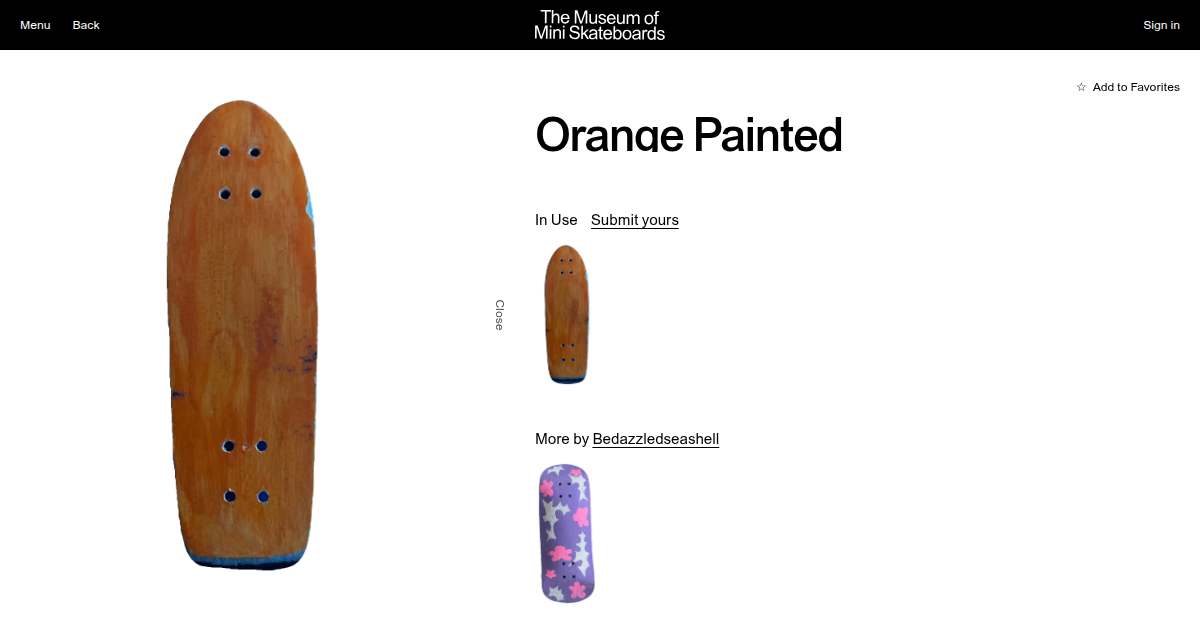 Menu Back
The Museum of
Mini Skateboards
Sign in
☆ Add to Favorites
Orange Painted
In Use Submit yours
Close
More by Bedazzledseashell